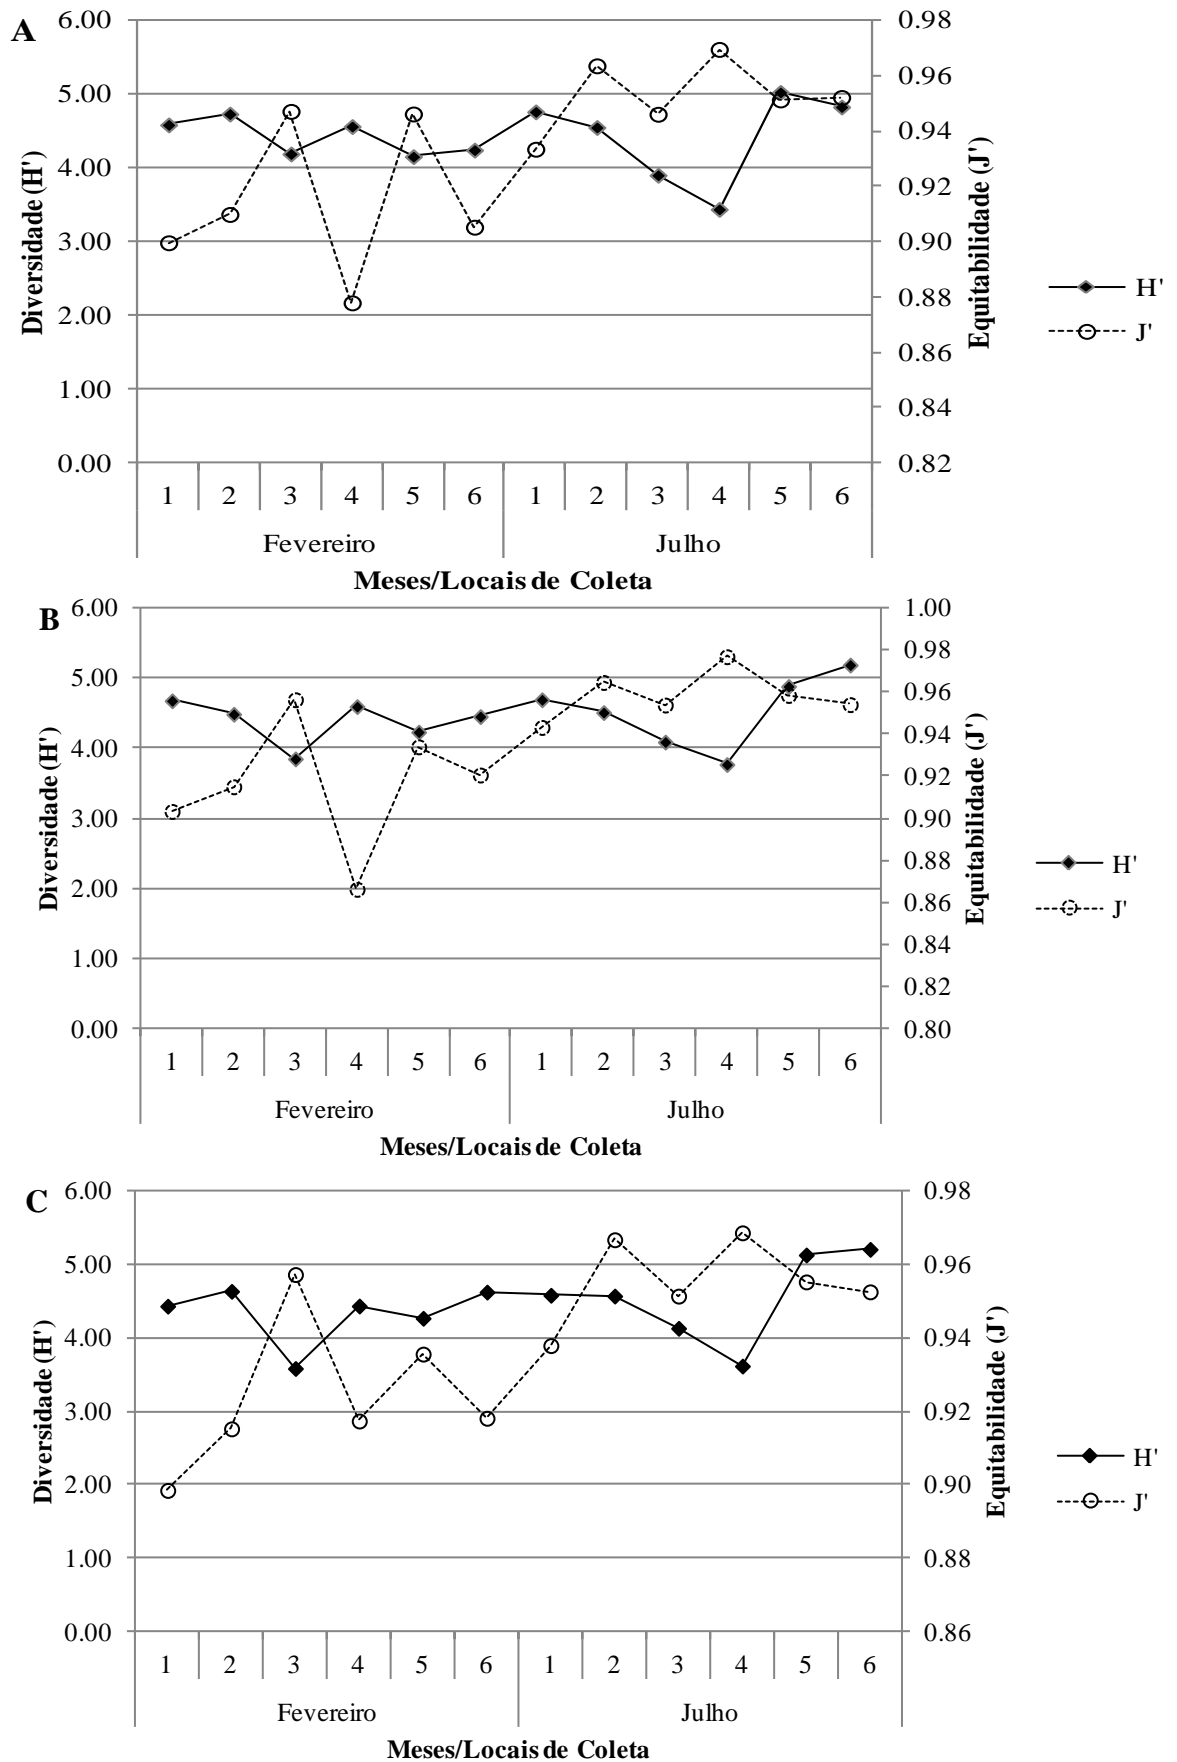 A
6.00
5.00
4.00
3.00
2.00
1.00
0.00
Diversidade (H')
0.98
0.96
0.94
0.92
0.90
0.88
0.86
0.84
0.82
Equitabilidade (J')
H'
J'
1 2 3 4 5 6 1 2 3 4 5 6
Fevereiro Julho
Meses/Locais de Coleta
B
6.00
5.00
4.00
3.00
2.00
1.00
0.00
Diversidade (H')
1.00
0.98
0.96
0.94
0.92
0.90
0.88
0.86
0.84
0.82
0.80
Equitabilidade (J')
H'
J'
1 2 3 4 5 6 1 2 3 4 5 6
Fevereiro Julho
Meses/Locais de Coleta
C
6.00
5.00
4.00
3.00
2.00
1.00
0.00
Diversidade (H')
0.98
0.96
0.94
0.92
0.90
0.88
0.86
Equitabilidade (J')
H'
J'
1 2 3 4 5 6 1 2 3 4 5 6
Fevereiro Julho
Meses/Locais de Coleta